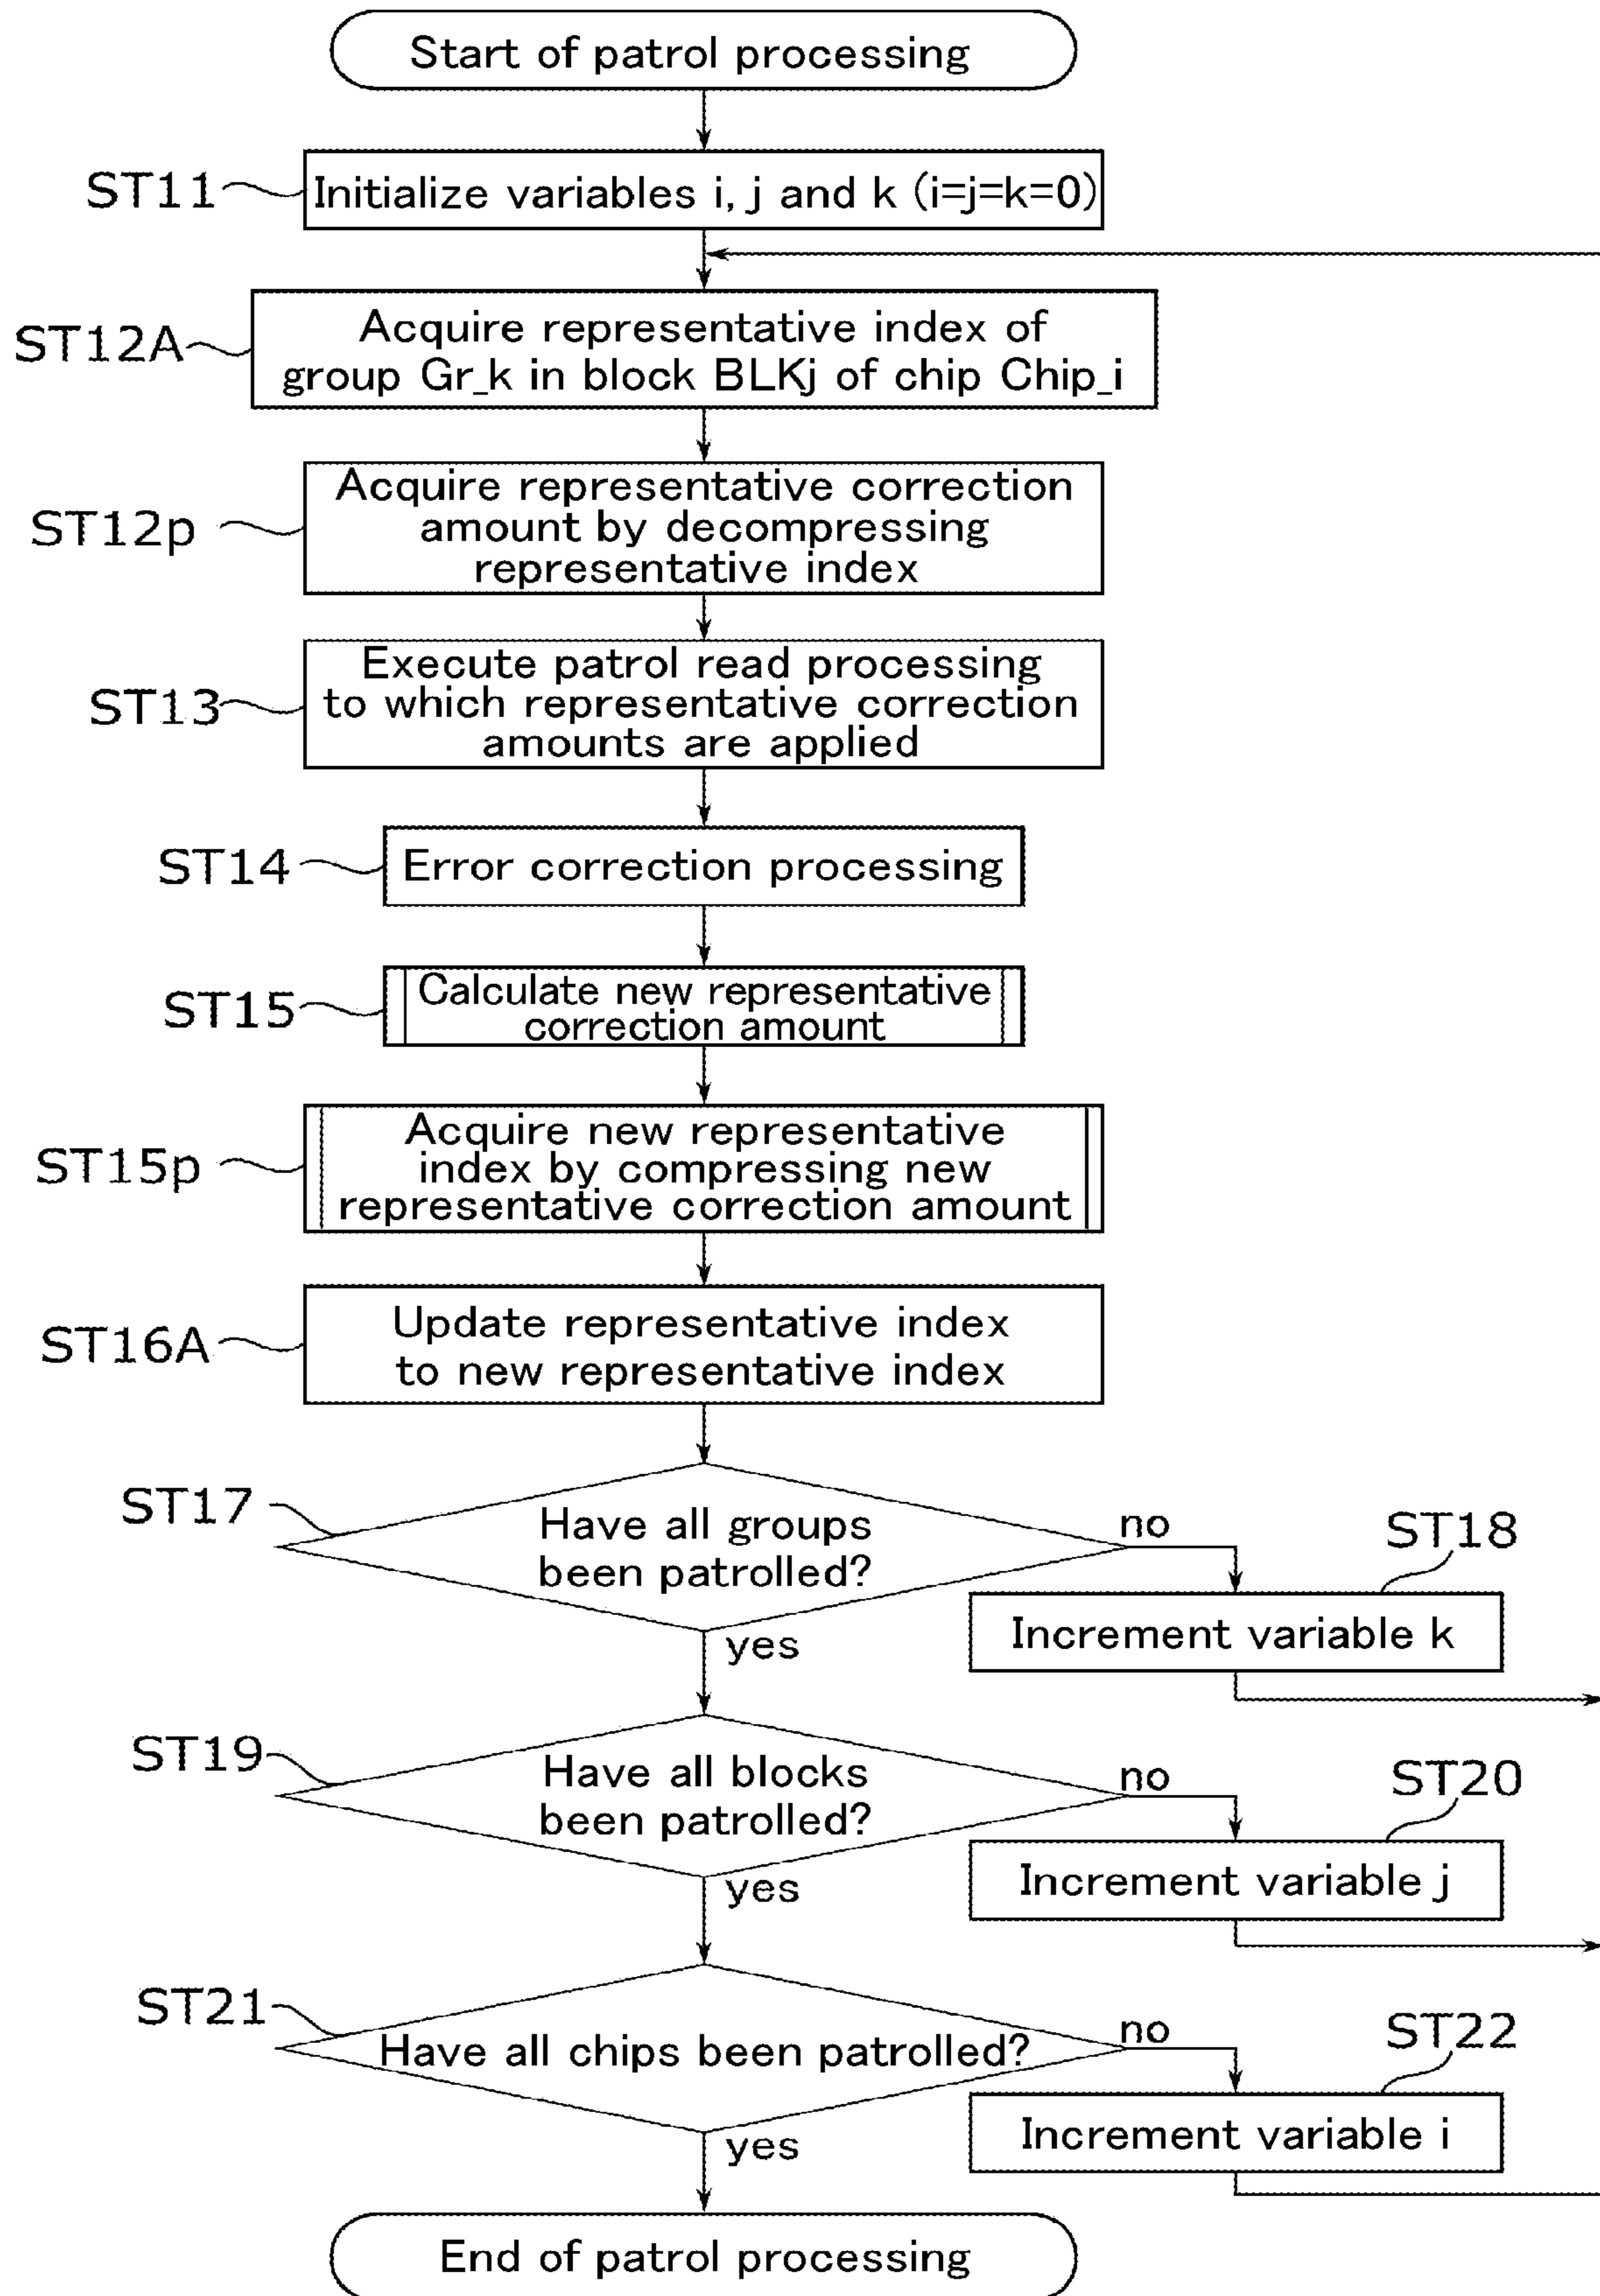 Start of patrol processing
ST11
Initialize variables i, j and k (i=j=k=0)
ST12A
Acquire representative index of
group Gr_k in block BLKj of chip Chip_i
ST12p
Acquire representative correction
amount by decompressing
representative index
ST13
Execute patrol read processing
to which representative correction
amounts are applied
ST14
Error correction processing
ST15
Calculate new representative
correction amount
ST15p
Acquire new representative
index by compressing new
representative correction amount
ST16A
Update representative index
to new representative index
ST17
Have all groups
been patrolled?
no
ST18
Increment variable k
yes
ST19
Have all blocks
been patrolled?
no
ST20
Increment variable j
yes
ST21
Have all chips been patrolled?
no
ST22
Increment variable i
yes
End of patrol processing